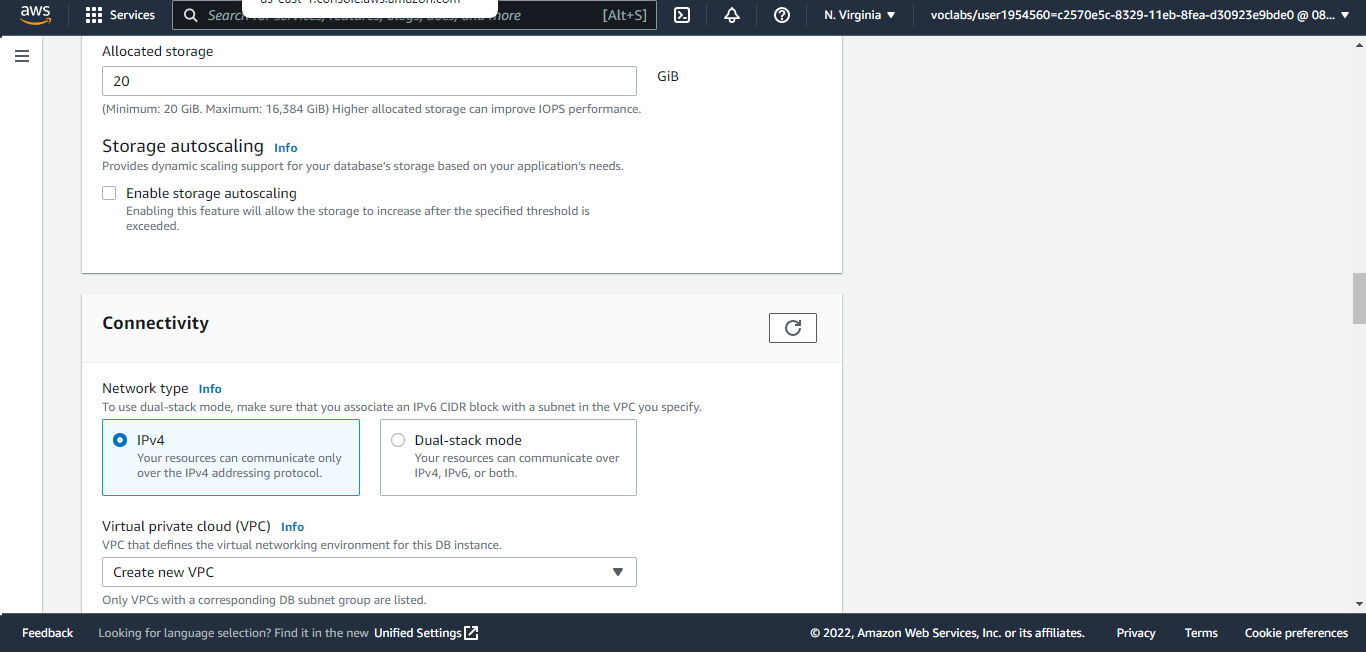 aws
Services
us-east-1.console.aws.amazon.com
Search for services, features, blogs, docs, and more
[Alt+S]
N. Virginia
voclabs/user1954560=c2570e5c-8329-11eb-8fea-d30923e9bde0 @ 08...
Allocated storage
20
GiB
(Minimum: 20 GiB. Maximum: 16,384 GiB) Higher allocated storage can improve IOPS performance.
Storage autoscaling Info
Provides dynamic scaling support for your database's storage based on your application's needs.
Enable storage autoscaling
Enabling this feature will allow the storage to increase after the specified threshold is
exceeded.
Connectivity
Network type Info
To use dual-stack mode, make sure that you associate an IPv6 CIDR block with a subnet in the VPC you specify.
IPv4
Your resources can communicate only
over the IPv4 addressing protocol.
Dual-stack mode
Your resources can communicate over
IPv4, IPv6, or both.
Virtual private cloud (VPC) Info
VPC that defines the virtual networking environment for this DB instance.
Create new VPC
Only VPCs with a corresponding DB subnet group are listed.
Feedback
Looking for language selection? Find it in the new Unified Settings
© 2022, Amazon Web Services, Inc. or its affiliates.
Privacy
Terms
Cookie preferences